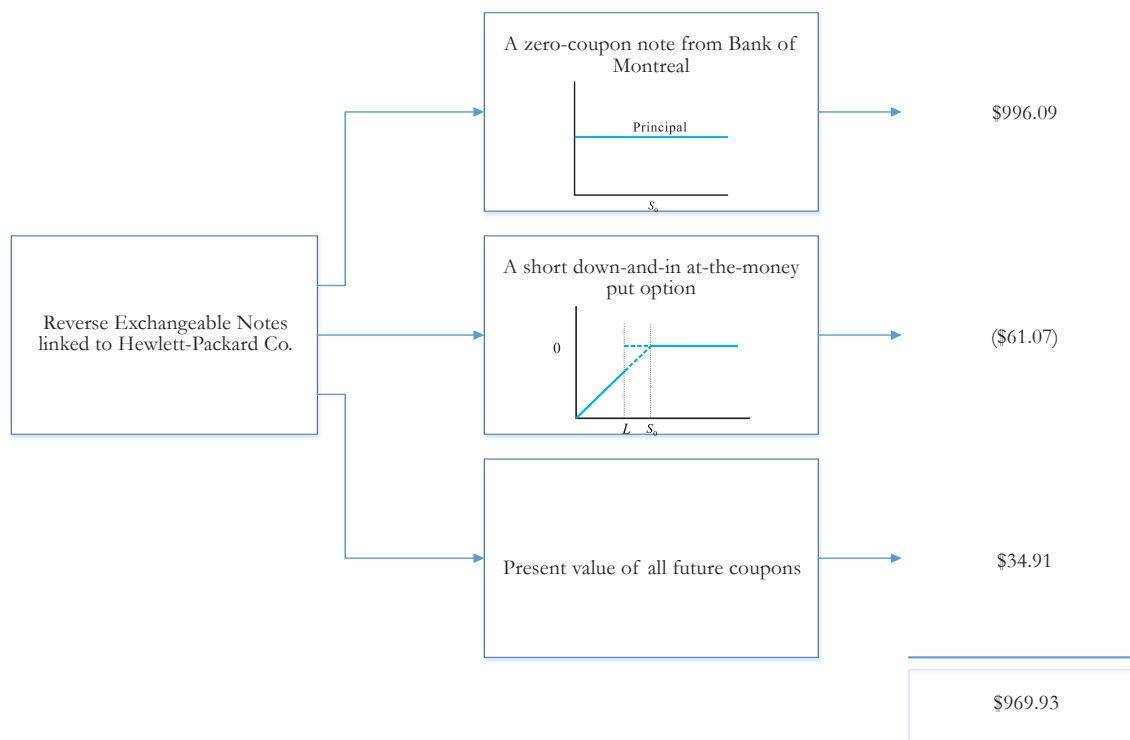 A zero-coupon note from Bank of
Montreal
Principal
S₀
$996.09
Reverse Exchangeable Notes
linked to Hewlett-Packard Co.
A short down-and-in at-the-money
put option
0
L S₀
($61.07)
Present value of all future coupons
$34.91
$969.93